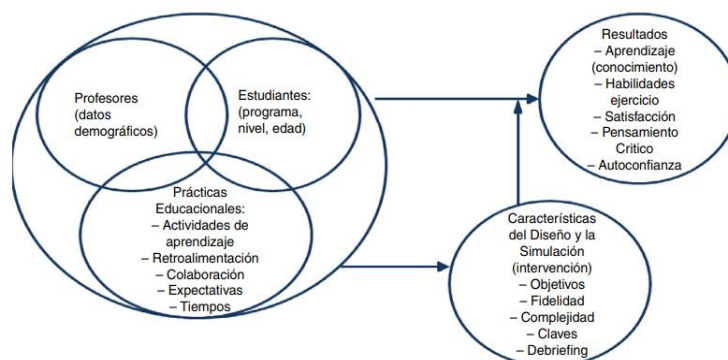 Profesores
(datos
demográficos)
Estudiantes:
(programa,
nivel, edad)
Prácticas
Educacionales:
– Actividades de
aprendizaje
– Retroalimentación
– Colaboración
– Expectativas
– Tiempos
Resultados
– Aprendizaje
(conocimiento)
– Habilidades
ejercicio
– Satisfacción
– Pensamiento
Critico
– Autoconfianza
Características
del Diseño y la
Simulación
(intervención)
– Objetivos
– Fidelidad
– Complejidad
– Claves
– Debriefing